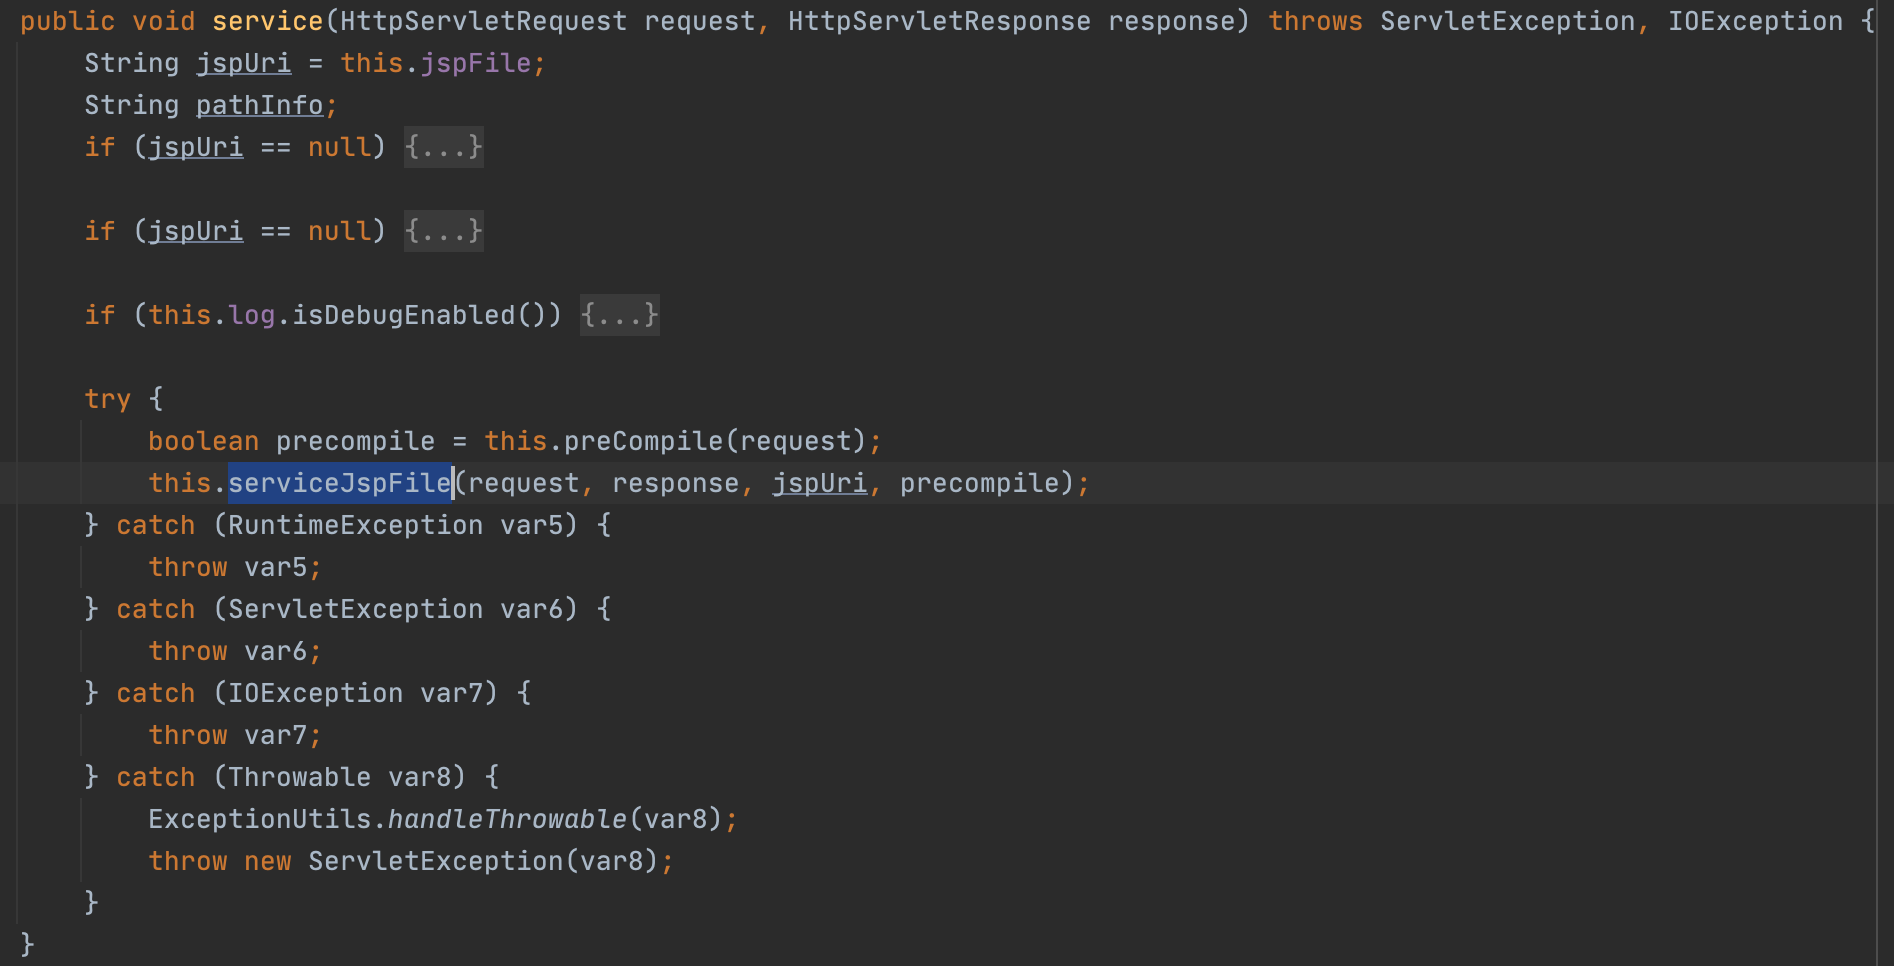 public void service(HttpServletRequest request, HttpServletResponse response) throws ServletException, IOException {
String jspUri = this.jspFile;
String pathInfo;
if (jspUri == null) {...}
if (jspUri == null) {...}
if (this.log.isDebugEnabled()) {...}
try {
boolean precompile = this.preCompile(request);
this.serviceJspFile(request, response, jspUri, precompile);
} catch (RuntimeException var5) {
throw var5;
} catch (ServletException var6) {
throw var6;
} catch (IOException var7) {
throw var7;
} catch (Throwable var8) {
ExceptionUtils.handleThrowable(var8);
throw new ServletException(var8);
}
}